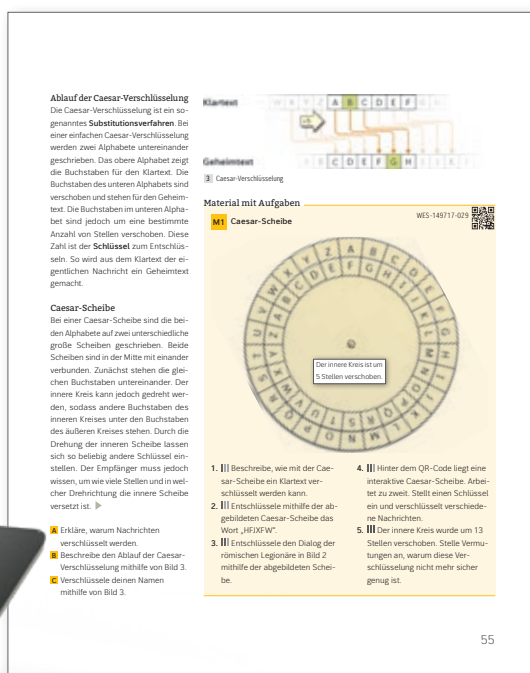 Ablauf der Caesar-Verschlüsselung
Die Caesar-Verschlüsselung ist ein so-
genanntes Substitutionsverfahren. Bei
einer einfachen Caesar-Verschlüsselung
werden zwei Alphabete untereinander
geschrieben. Das obere Alphabet zeigt
die Buchstaben für den Klartext. Die
Buchstaben des unteren Alphabets sind
verschoben und stehen für den Geheim-
text. Die Buchstaben im unteren Alpha-
bet sind jedoch um eine bestimmte
Anzahl von Stellen verschoben. Diese
Zahl ist der Schlüssel zum Entschlüs-
seln. So wird aus dem Klartext der ei-
gentlichen Nachricht ein Geheimtext
gemacht.
Caesar-Scheibe
Bei einer Caesar-Scheibe sind die bei-
den Alphabete auf zwei unterschiedliche
große Scheiben geschrieben. Beide
Scheiben sind in der Mitte mit einander
verbunden. Zunächst stehen die glei-
chen Buchstaben untereinander. Der
innere Kreis kann jedoch gedreht wer-
den, sodass andere Buchstaben des
inneren Kreises unter den Buchstaben
des äußeren Kreises stehen. Durch die
Drehung der inneren Scheibe lassen
sich so beliebig andere Schlüssel ein-
stellen. Der Empfänger muss jedoch
wissen, um wie viele Stellen und in wel-
cher Drehrichtung die innere Scheibe
versetzt ist.
A Erkläre, warum Nachrichten
verschlüsselt werden.
B Beschreibe den Ablauf der Caesar-
Verschlüsselung mithilfe von Bild 3.
C Verschlüssele deinen Namen
mithilfe von Bild 3.
Klartext W X Y Z A B C D E F
Geheimtext C D E F G H
3 Caesar-Verschlüsselung
Material mit Aufgaben
M1 Caesar-Scheibe
WES-149717-029
A B C D E F G H I J K L M N O P Q R S T U V W X Y Z
Der innere Kreis ist um
5 Stellen verschoben.
1. Beschreibe, wie mit der Cae-
sar-Scheibe ein Klartext ver-
schlüsselt werden kann.
2. Entschlüssele mithilfe der ab-
gebildeten Caesar-Scheibe das
Wort „HFJXFW“.
3. Entschlüssele den Dialog der
römischen Legionäre in Bild 2
mithilfe der abgebildeten Schei-
be.
4. Hinter dem QR-Code liegt eine
interaktive Caesar-Scheibe. Arbei-
tet zu zweit. Stellt einen Schlüssel
ein und verschlüsselt verschiede-
ne Nachrichten.
5. Der innere Kreis wurde um 13
Stellen verschoben. Stelle Vermu-
tungen an, warum diese Ver-
schlüsselung nicht mehr sicher
genug ist.
55